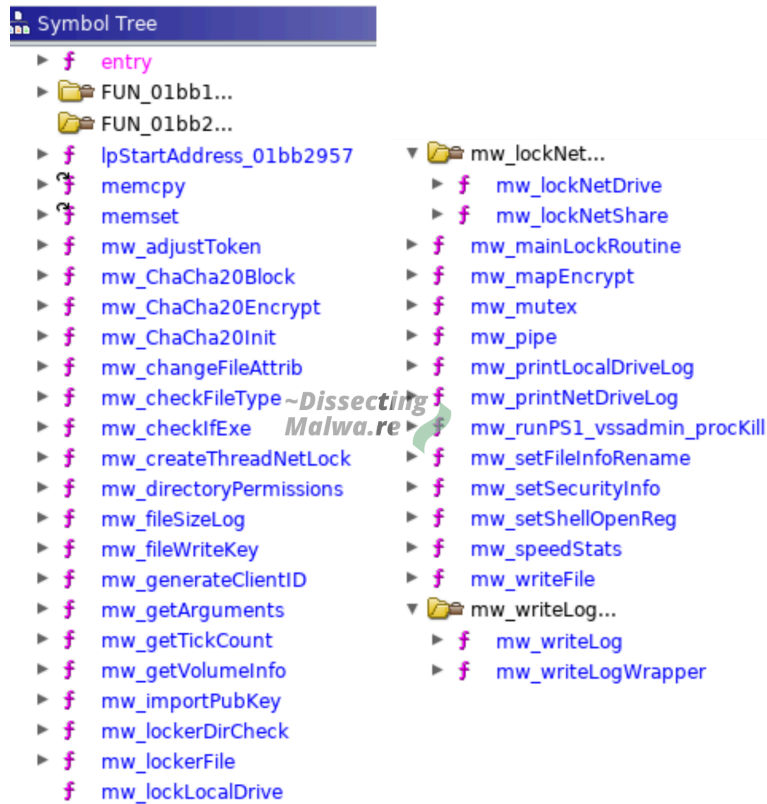 Symbol Tree
entry
FUN_01bb1...
FUN_01bb2...
lpStartAddress_01bb2957
memcpy
memset
mw_adjustToken
mw_ChaCha20Block
mw_ChaCha20Encrypt
mw_ChaCha20Init
mw_changeFileAttrib
mw_checkFileType
mw_checkIfExe
mw_createThreadNetLock
mw_directoryPermissions
mw_fileSizeLog
mw_fileWriteKey
mw_generateClientID
mw_getArguments
mw_getTickCount
mw_getVolumeInfo
mw_importPubKey
mw_lockerDirCheck
mw_lockerFile
mw_lockLocalDrive
~Dissecting
Malwa.re
mw_lockNet...
mw_lockNetDrive
mw_lockNetShare
mw_mainLockRoutine
mw_mapEncrypt
mw_mutex
mw_pipe
mw_printLocalDriveLog
mw_printNetDriveLog
mw_runPS1_vssadmin_procKill
mw_setFileInfoRename
mw_setSecurityInfo
mw_setShellOpenReg
mw_speedStats
mw_writeFile
mw_writeLog...
mw_writeLog
mw_writeLogWrapper